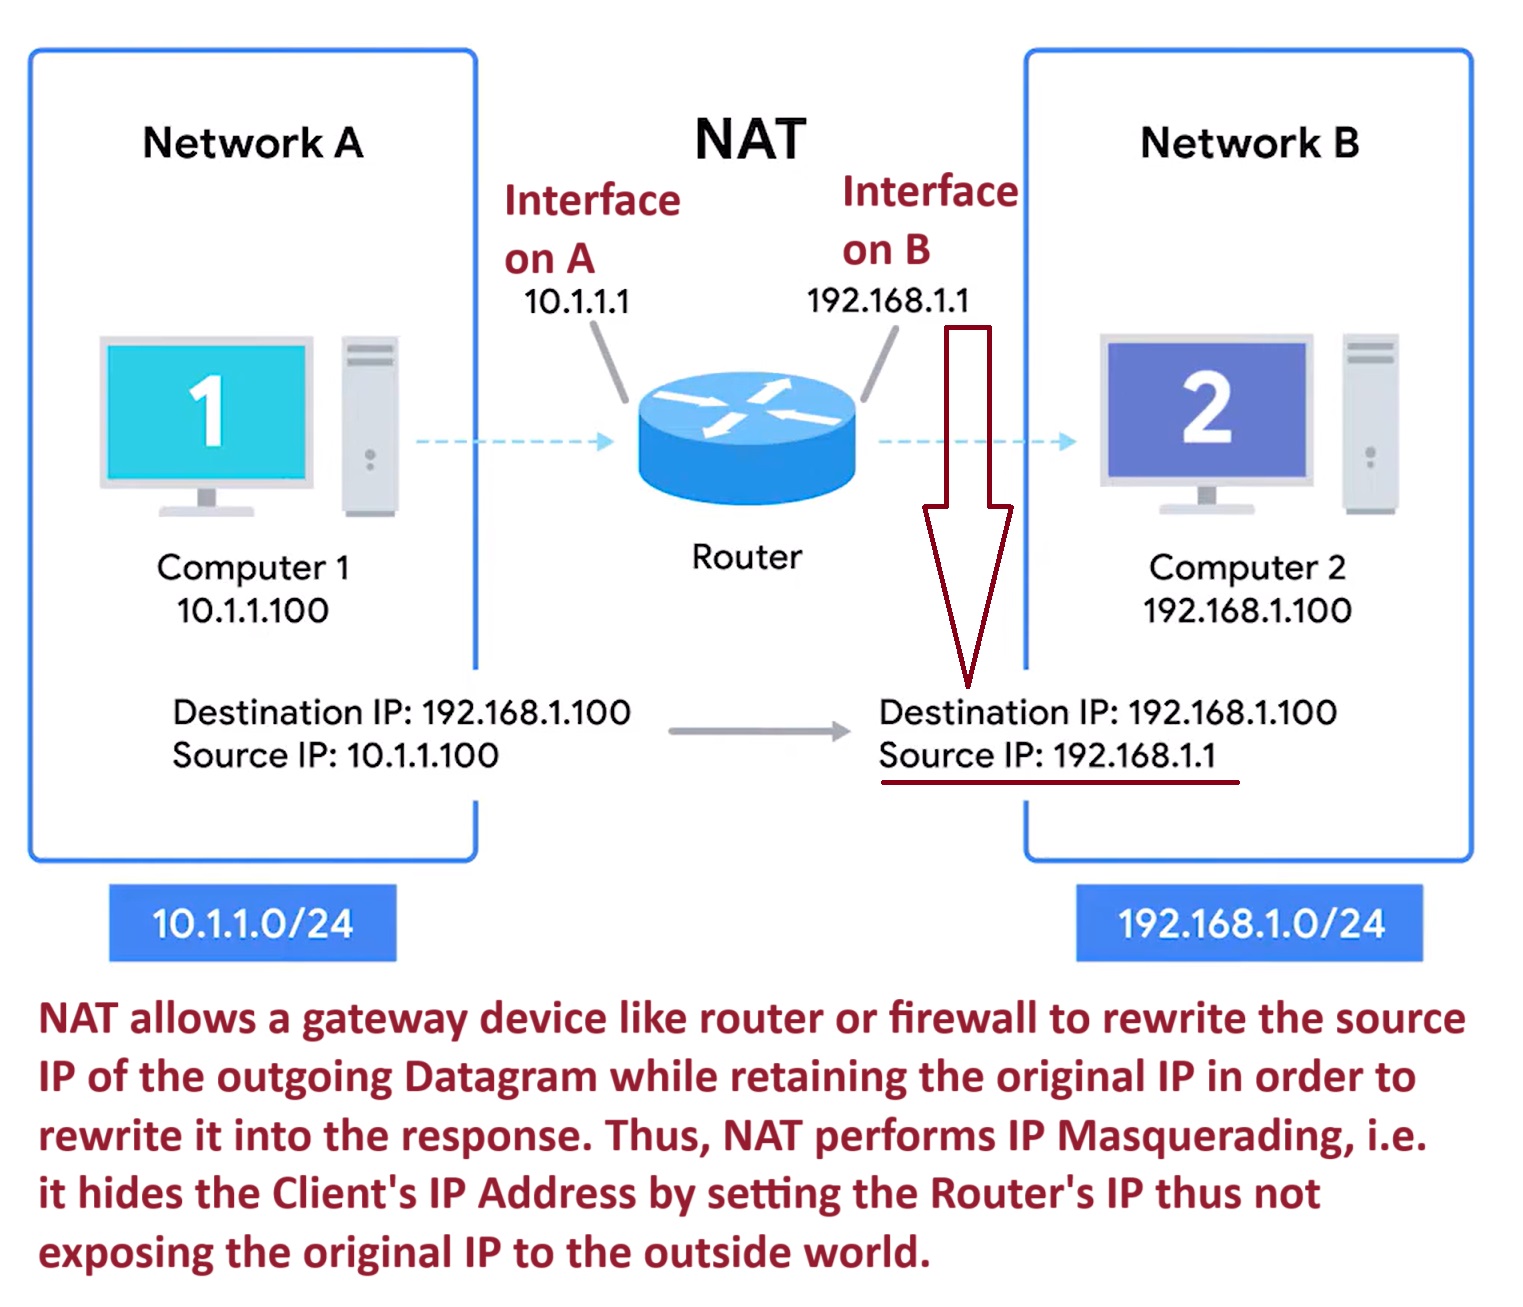 Network A
NAT
Network B
Interface
on A
10.1.1.1
Interface
on B
192.168.1.1
1
2
Router
Computer 1
10.1.1.100
Computer 2
192.168.1.100
Destination IP: 192.168.1.100
Source IP: 10.1.1.100
Destination IP: 192.168.1.100
Source IP: 192.168.1.1
10.1.1.0/24
192.168.1.0/24
NAT allows a gateway device like router or firewall to rewrite the source
IP of the outgoing Datagram while retaining the original IP in order to
rewrite it into the response. Thus, NAT performs IP Masquerading, i.e.
it hides the Client's IP Address by setting the Router's IP thus not
exposing the original IP to the outside world.